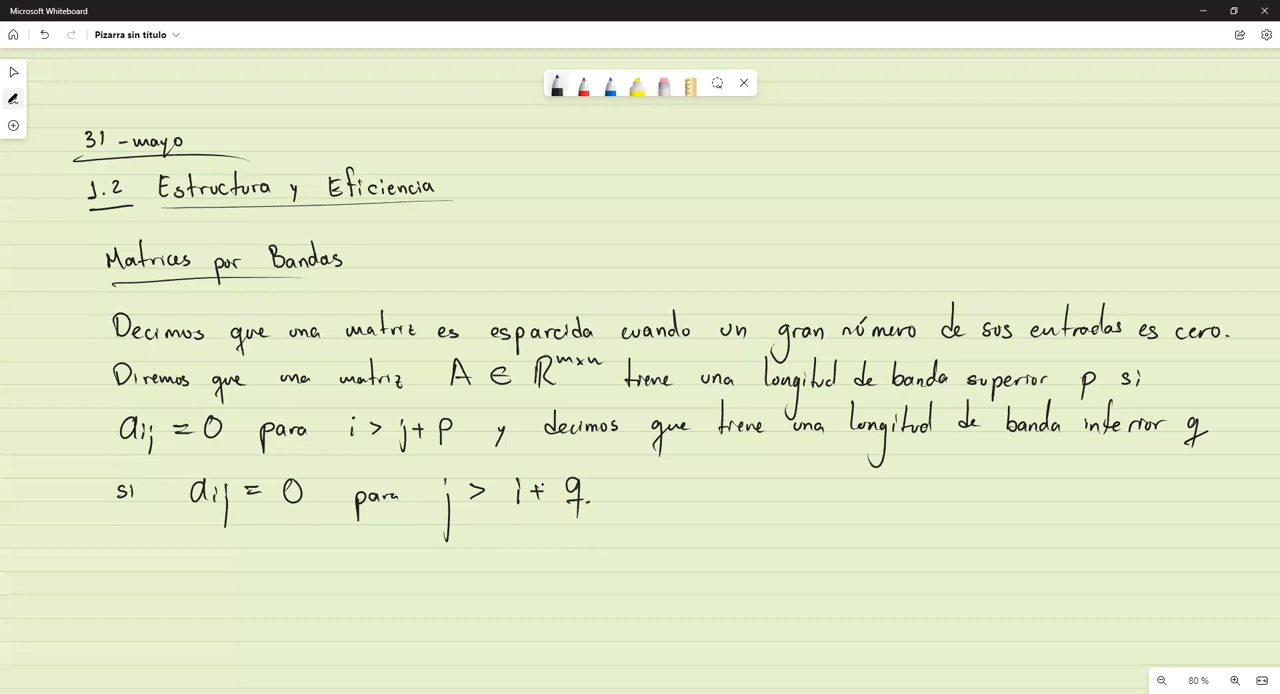 Microsoft Whiteboard
Pizarra sin título
31 - mayo
1.2 Estructura y Eficiencia
Matrices por Bandas
Decimos que una matriz es esparcida cuando un gran número de sus entradas es cero.
Diremos que una matriz A ∈ ℝ^{m×n} tiene una longitud de banda superior p si
a_{ij} = 0 para i > j + p y decimos que tiene una longitud de banda inferior q
si a_{ij} = 0 para j > i + q.
80 %